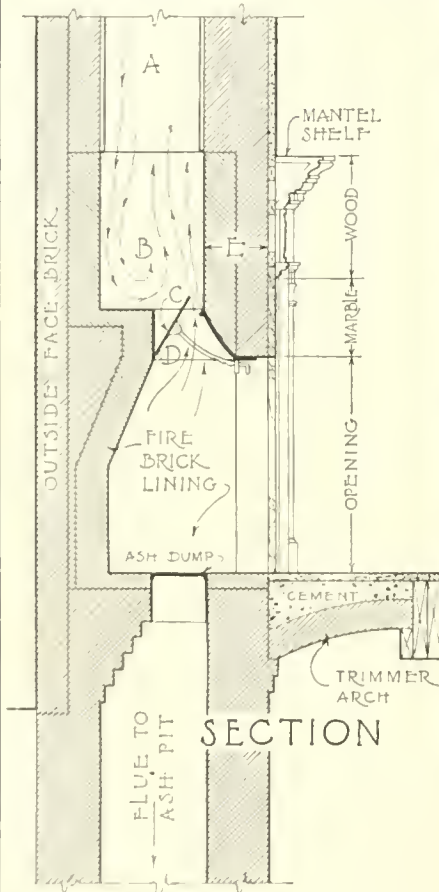 A
MANTEL
SHELF
OUTSIDE FACE BRICK
B
E
WOOD
C
MARBLE
D
FIRE
BRICK
LINING
OPENING
ASH DUMP
CEMENT
TRIMMER
ARCH
SECTION
FLUE TO
ASH PIT